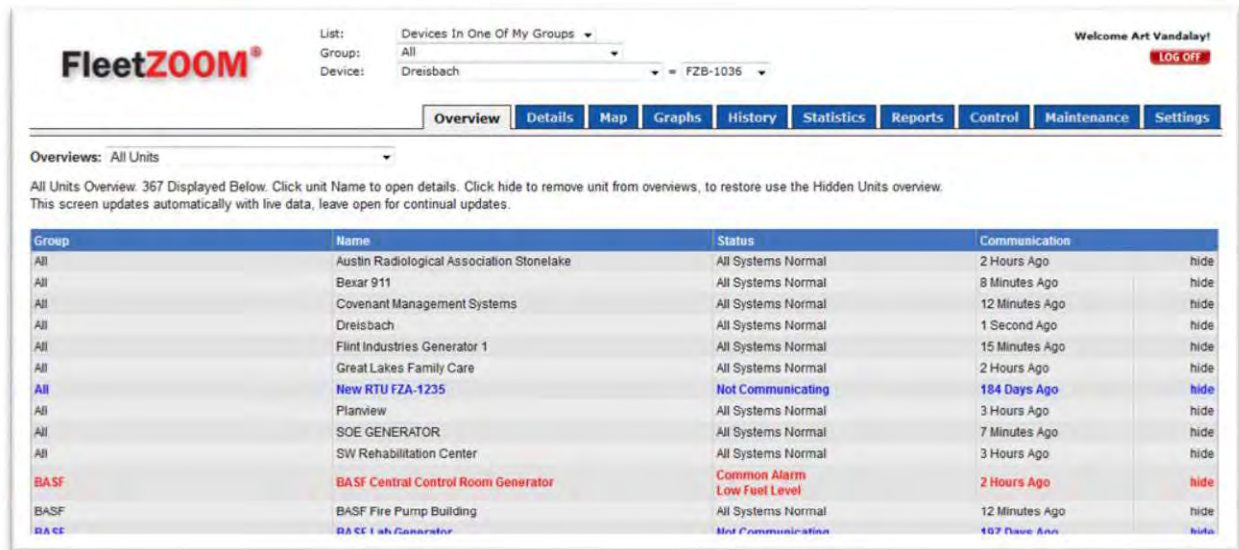 FleetZOOM®
List: Devices In One Of My Groups
Group: All
Device: Dreisbach = FZB-1036
Welcome Art Vandalay!
LOG OFF
Overview Details Map Graphs History Statistics Reports Control Maintenance Settings
Overviews: All Units
All Units Overview. 367 Displayed Below. Click unit Name to open details. Click hide to remove unit from overviews, to restore use the Hidden Units overview.
This screen updates automatically with live data, leave open for continual updates.
Group Name Status Communication
All Austin Radiological Association Stonelake All Systems Normal 2 Hours Ago hide
All Bexar 911 All Systems Normal 8 Minutes Ago hide
All Covenant Management Systems All Systems Normal 12 Minutes Ago hide
All Dreisbach All Systems Normal 1 Second Ago hide
All Flint Industries Generator 1 All Systems Normal 15 Minutes Ago hide
All Great Lakes Family Care All Systems Normal 2 Hours Ago hide
All New RTU FZA-1235 Not Communicating 184 Days Ago hide
All Planview All Systems Normal 3 Hours Ago hide
All SOE GENERATOR All Systems Normal 7 Minutes Ago hide
All SW Rehabilitation Center All Systems Normal 3 Hours Ago hide
BASF BASF Central Control Room Generator Common Alarm Low Fuel Level 2 Hours Ago hide
BASF BASF Fire Pump Building All Systems Normal 12 Minutes Ago hide
BASF BASF Lab Generator Not Communicating 197 Days Ago hide